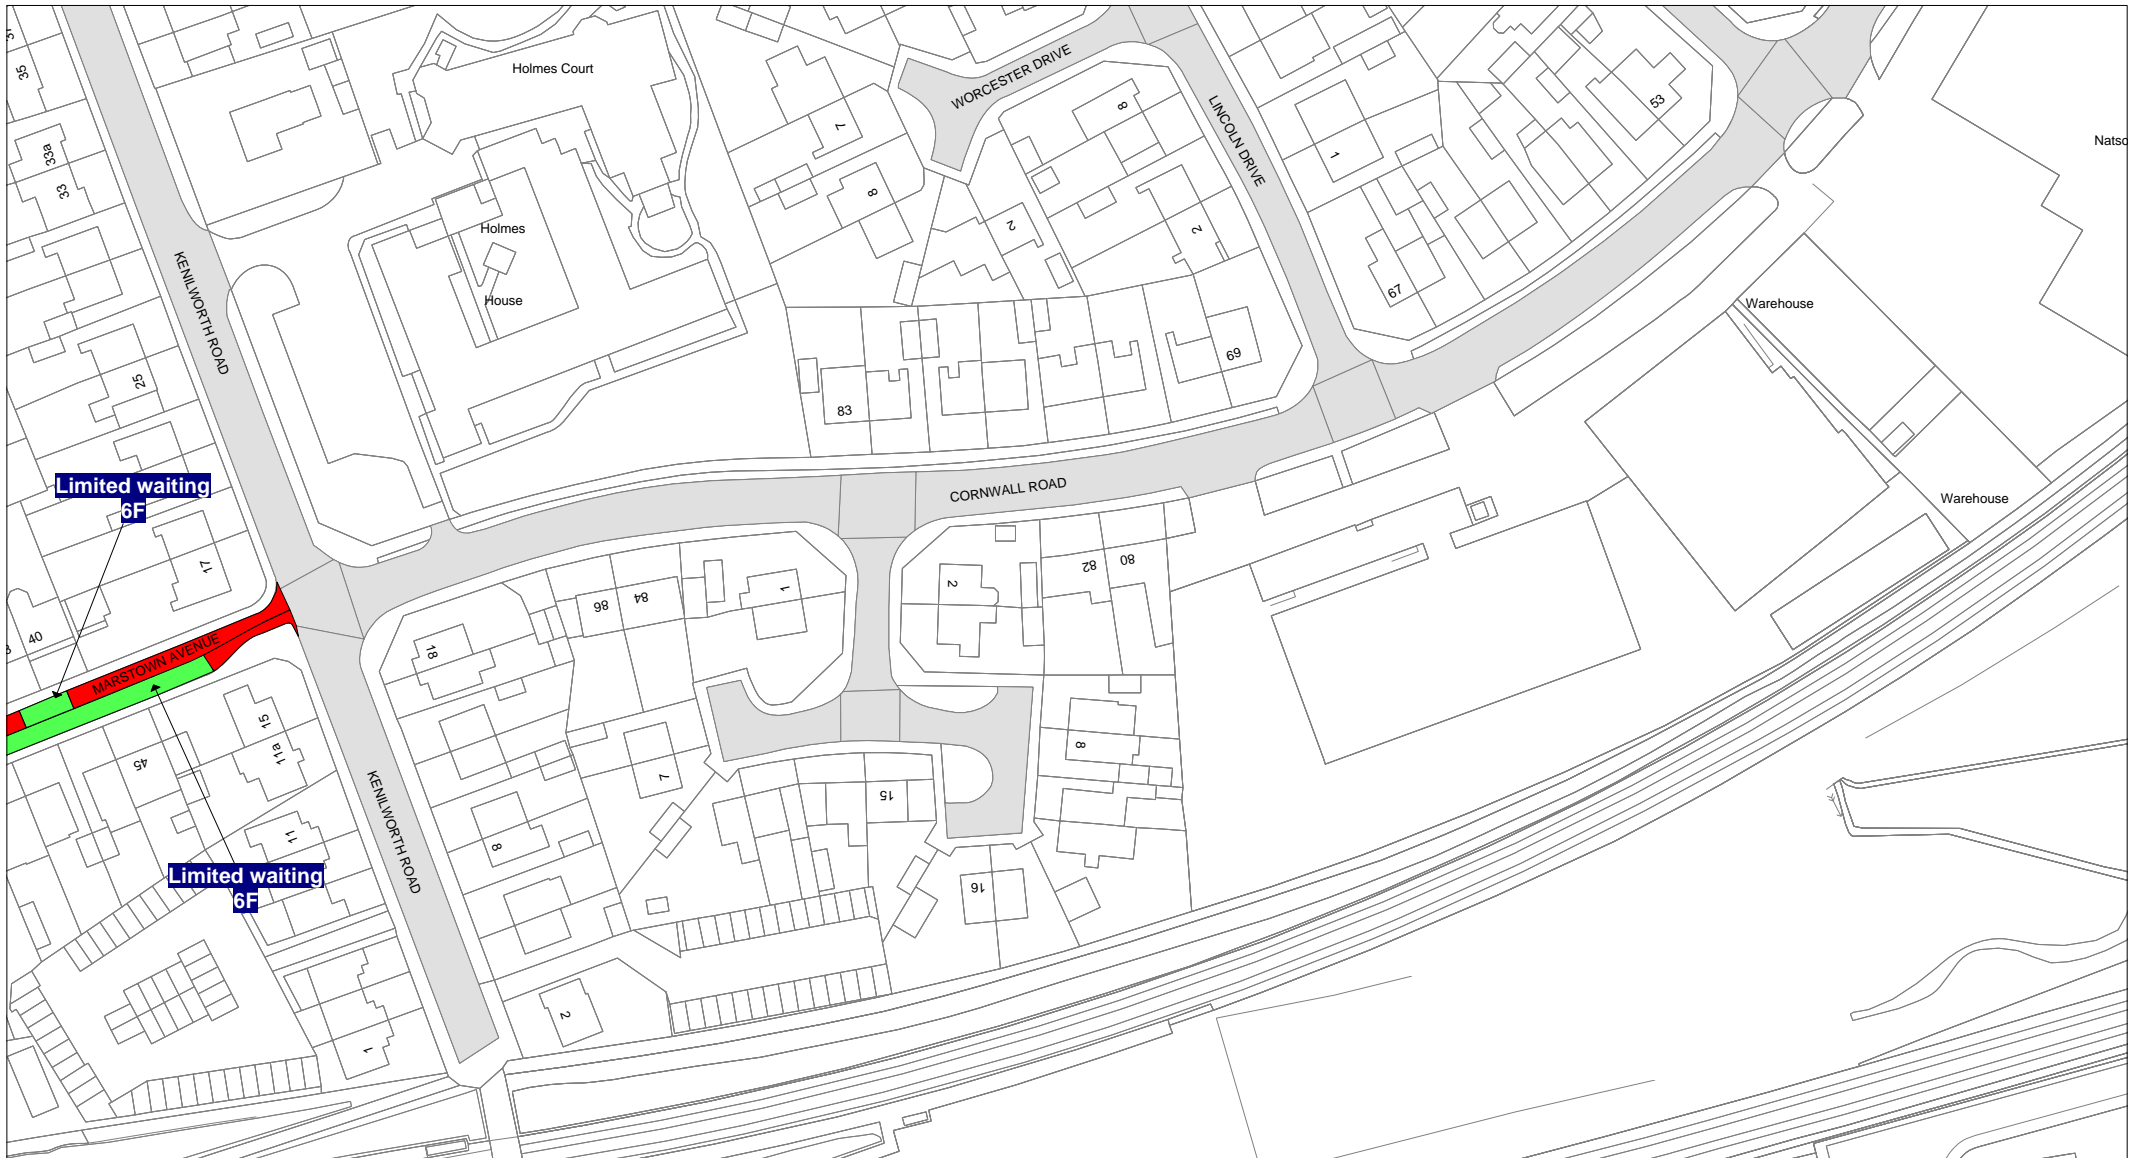 35
33a
33
Holmes Court
WORCESTER DRIVE
LINCOLN DRIVE
7
8
8
2
2
1
53
67
Natsc
KENILWORTH ROAD
Holmes
House
Warehouse
25
83
69
Limited waiting
6F
CORNWALL ROAD
Warehouse
17
40
MARSTOWN AVENUE
18
86
84
1
2
82
80
15
11a
45
7
8
15
KENILWORTH ROAD
11
8
Limited waiting
6F
16
2
1